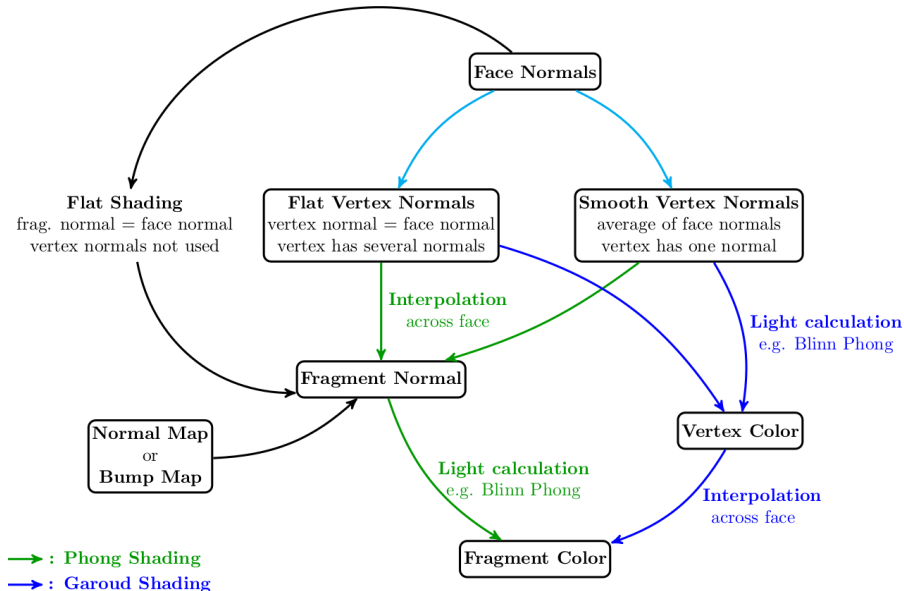 Face Normals
Flat Shading
frag. normal = face normal
vertex normals not used
Flat Vertex Normals
vertex normal = face normal
vertex has several normals
Smooth Vertex Normals
average of face normals
vertex has one normal
Interpolation
across face
Light calculation
e.g. Blinn Phong
Fragment Normal
Normal Map
or
Bump Map
Vertex Color
Light calculation
e.g. Blinn Phong
Interpolation
across face
Fragment Color
: Phong Shading
: Garoud Shading